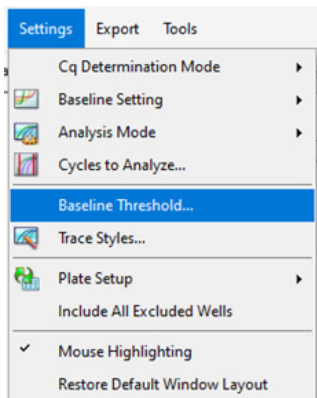 Settings Export Tools
Cq Determination Mode
Baseline Setting
Analysis Mode
Cycles to Analyze...
Baseline Threshold...
Trace Styles...
Plate Setup
Include All Excluded Wells
Mouse Highlighting
Restore Default Window Layout